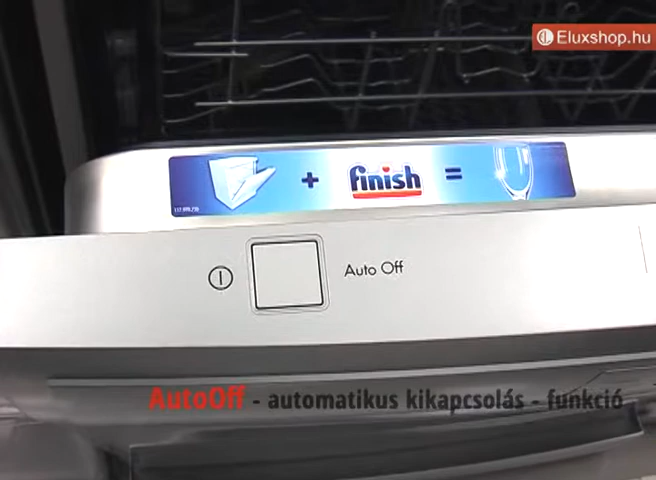 Eluxshop.hu
+ finish =
Auto Off
AutoOff - automatikus kikapcsolás - funkció